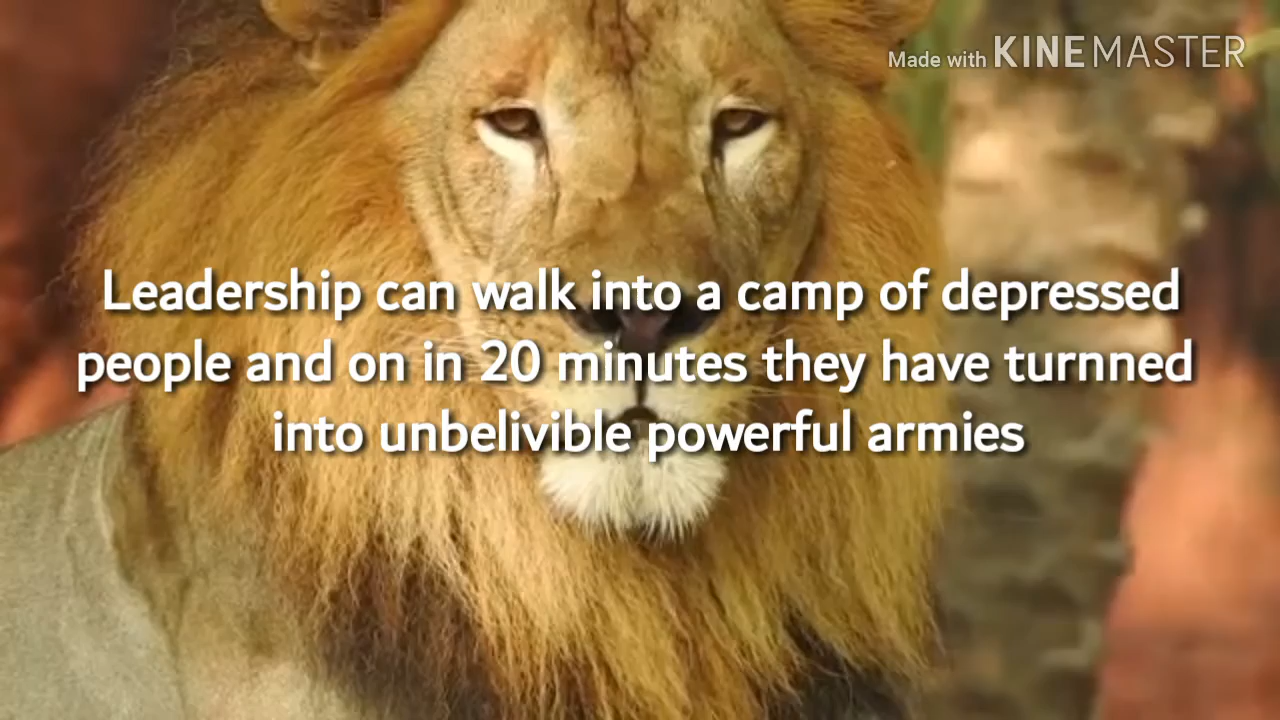 Made with KINEMASTER
Leadership can walk into a camp of depressed
people and on in 20 minutes they have turnned
into unbelivible powerful armies